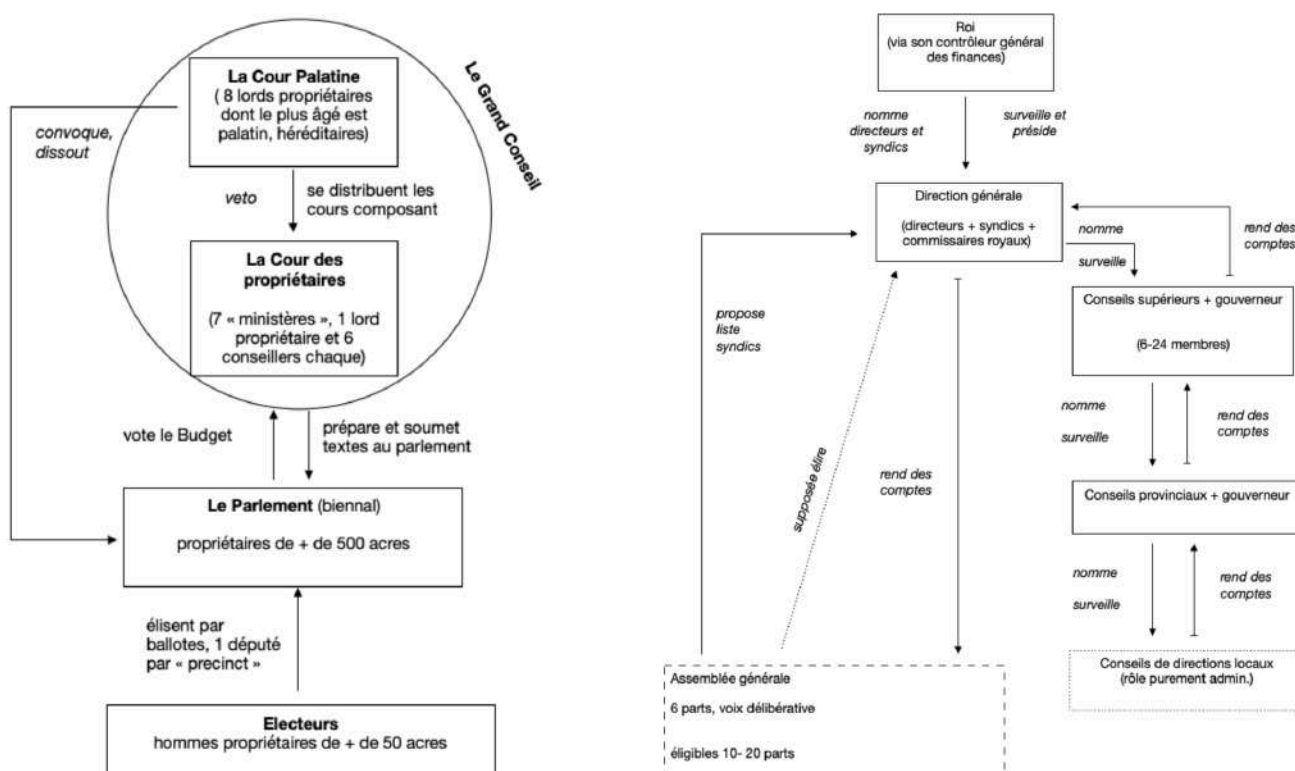 La Cour Palatine
( 8 lords propriétaires
dont le plus âgé est
palatin, héréditaires)
Le Grand Conseil
convoque,
dissout
veto
se distribuent les
cours composant
La Cour des
propriétaires
(7 « ministères », 1 lord
propriétaire et 6
conseillers chaque)
vote le Budget
prépare et soumet
textes au parlement
Le Parlement (biennal)
propriétaires de + de 500 acres
élisent par
ballotes, 1 député
par « precinct »
Electeurs
hommes propriétaires de + de 50 acres
Roi
(via son contrôleur général
des finances)
nomme
directeurs et
syndics
surveille et
préside
Direction générale
(directeurs + syndics +
commissaires royaux)
nomme
surveille
rend des
comptes
Conseils supérieurs + gouverneur
(6-24 membres)
propose
liste
syndics
supposée élire
rend des
comptes
nomme
surveille
rend des
comptes
Conseils provinciaux + gouverneur
nomme
surveille
rend des
comptes
Conseils de directions locaux
(rôle purement admin.)
Assemblée générale
6 parts, voix délibérative
éligibles 10- 20 parts